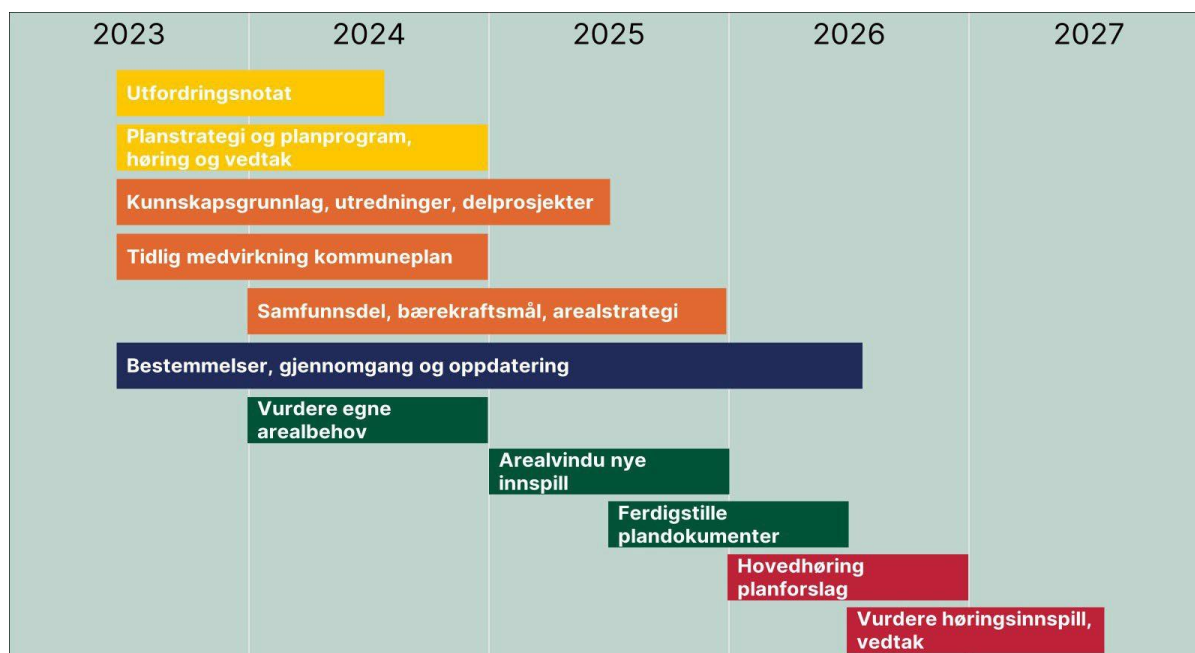 2023 2024 2025 2026 2027
Utfordringsnotat
Planstrategi og planprogram,
høring og vedtak
Kunnskapsgrunnlag, utredninger, delprosjekter
Tidlig medvirkning kommuneplan
Samfunnsdel, bærekraftsmål, arealstrategi
Bestemmelser, gjennomgang og oppdatering
Vurdere egne
arealbehov
Arealvindu nye
innspill
Ferdigstille
plandokumenter
Hovedhøring
planforslag
Vurdere høringsinnspill,
vedtak